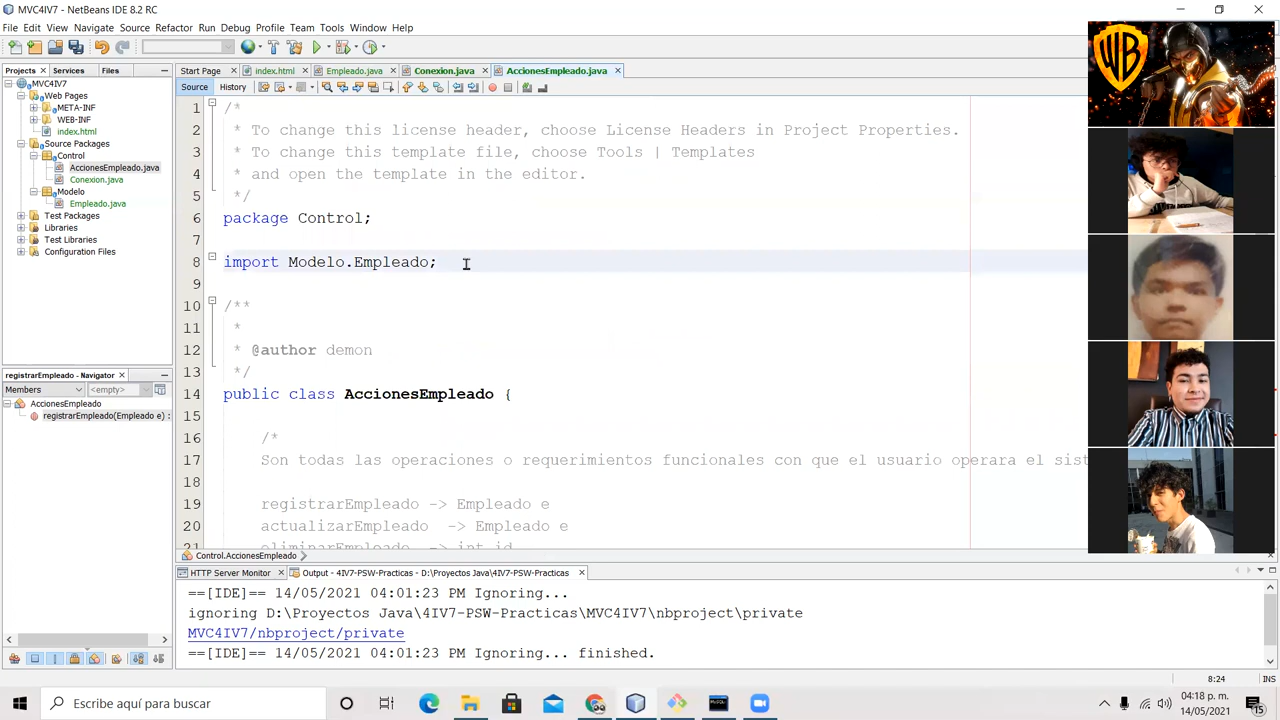 MVC4IV7 - NetBeans IDE 8.2 RC
File Edit View Navigate Source Refactor Run Debug Profile Team Tools Window Help
Projects Services Files
Start Page index.html Empleado.java Conexion.java AccionesEmpleado.java
Source History
MVC4IV7
Web Pages
META-INF
WEB-INF
index.html
Source Packages
Control
AccionesEmpleado.java
Conexion.java
Modelo
Empleado.java
Test Packages
Libraries
Test Libraries
Configuration Files
1 /*
2 * To change this license header, choose License Headers in Project Properties.
3 * To change this template file, choose Tools | Templates
4 * and open the template in the editor.
5 */
6 package Control;
7
8 import Modelo.Empleado;
9
10 /**
11 *
12 * @author demon
13 */
14 public class AccionesEmpleado {
15
16 /*
17 Son todas las operaciones o requerimientos funcionales con que el usuario operara el sist
18
19 registrarEmpleado -> Empleado e
20 actualizarEmpleado -> Empleado e
21 eliminarEmpleado -> int id
registrarEmpleado - Navigator
Members <empty>
AccionesEmpleado
registrarEmpleado(Empleado e) :
Control.AccionesEmpleado
HTTP Server Monitor Output - 4IV7-PSW-Practicas - D:\Proyectos Java\4IV7-PSW-Practicas
==[IDE]== 14/05/2021 04:01:23 PM Ignoring...
ignoring D:\Proyectos Java\4IV7-PSW-Practicas\MVC4IV7\nbproject\private
MVC4IV7/nbproject/private
==[IDE]== 14/05/2021 04:01:23 PM Ignoring... finished.
8:24 INS
WB
Escribe aquí para buscar
04:18 p. m.
14/05/2021
15